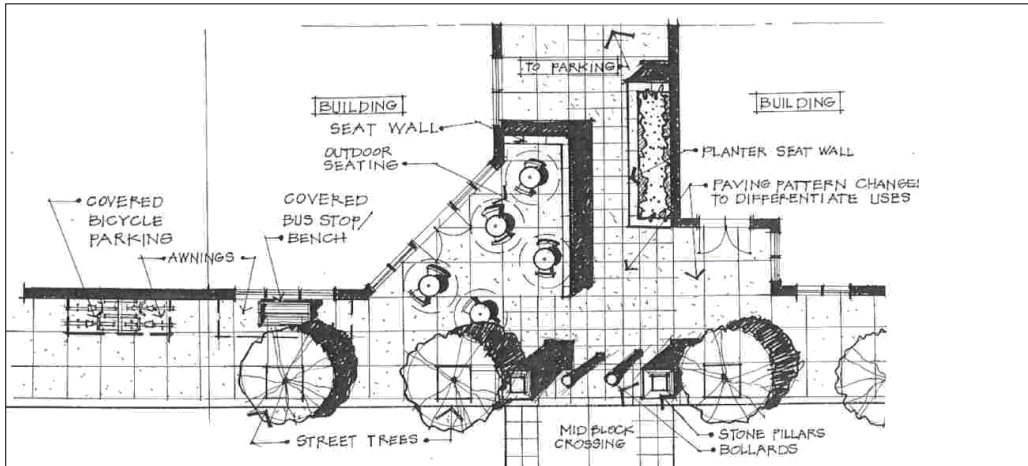 TO PARKING
BUILDING
BUILDING
SEAT WALL
OUTDOOR
SEATING
PLANTER SEAT WALL
PAVING PATTERN CHANGES
TO DIFFERENTIATE USES
COVERED
BICYCLE
PARKING
COVERED
BUS STOP/
BENCH
AWNINGS
STREET TREES
MID BLOCK
CROSSING
STONE PILLARS
BOLLARDS